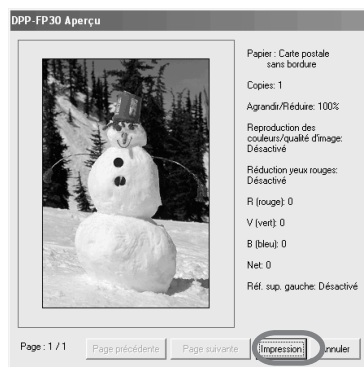 DPP-FP30 Aperçu
Papier : Carte postale
sans bordure
Copies: 1
Agrandir/Réduire: 100%
Reproduction des
couleurs/qualité d'image:
Désactivé
Réduction yeux rouges:
Désactivé
R (rouge): 0
V (vert): 0
B (bleu): 0
Net: 0
Réf. sup. gauche: Désactivé
Page : 1 / 1
Page précédente
Page suivante
Impression
Annuler